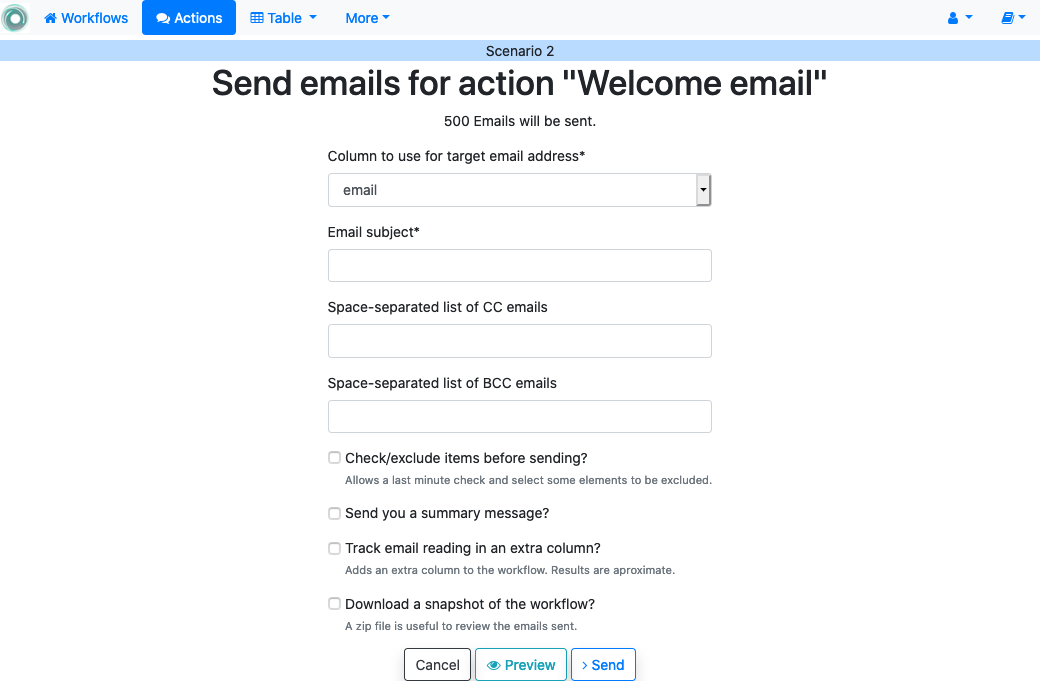 Workflows Actions Table More
Scenario 2
Send emails for action "Welcome email"
500 Emails will be sent.
Column to use for target email address*
email
Email subject*
Space-separated list of CC emails
Space-separated list of BCC emails
Check/exclude items before sending?
Allows a last minute check and select some elements to be excluded.
Send you a summary message?
Track email reading in an extra column?
Adds an extra column to the workflow. Results are aproximate.
Download a snapshot of the workflow?
A zip file is useful to review the emails sent.
Cancel Preview Send